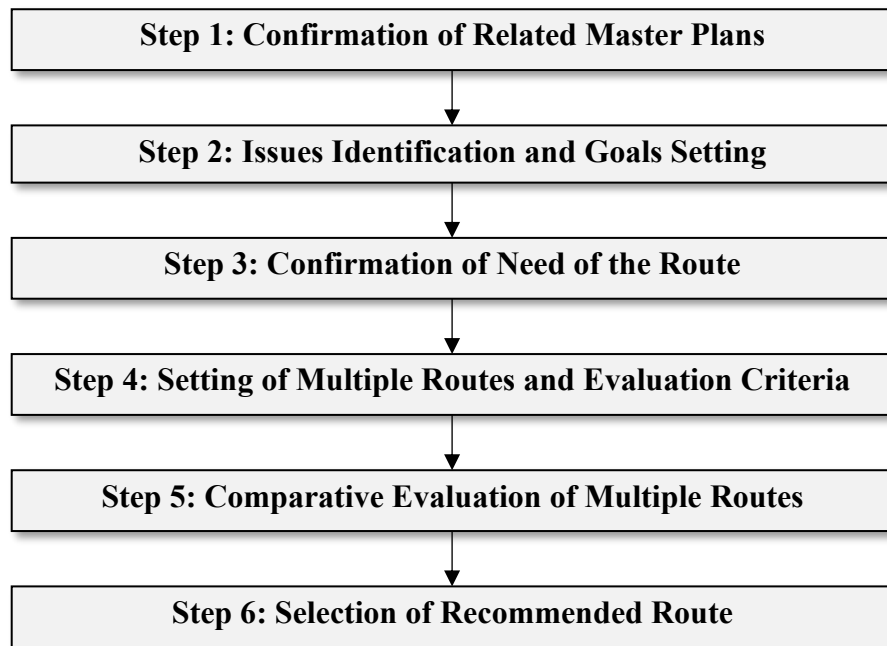 Step 1: Confirmation of Related Master Plans
Step 2: Issues Identification and Goals Setting
Step 3: Confirmation of Need of the Route
Step 4: Setting of Multiple Routes and Evaluation Criteria
Step 5: Comparative Evaluation of Multiple Routes
Step 6: Selection of Recommended Route